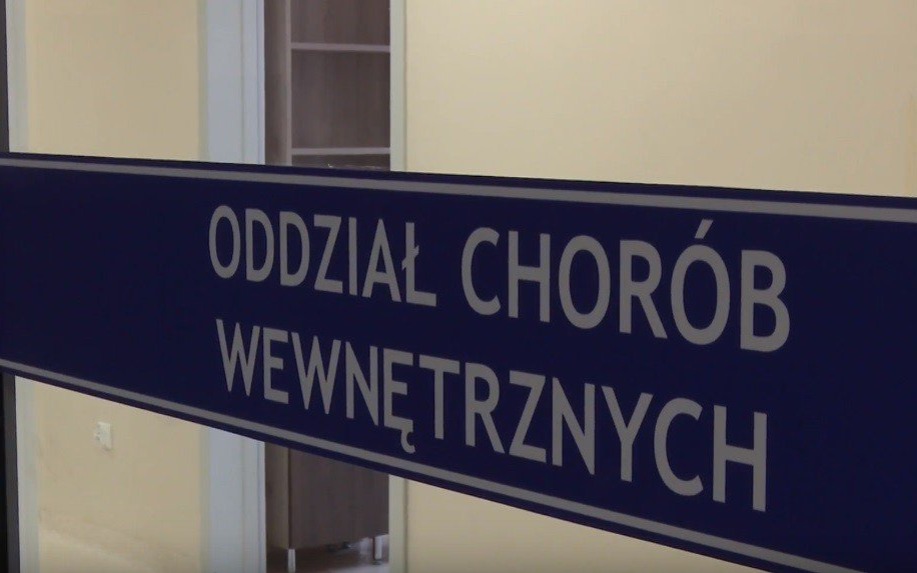 ODDZIAŁ CHORÓB
WEWNĘTRZNYCH